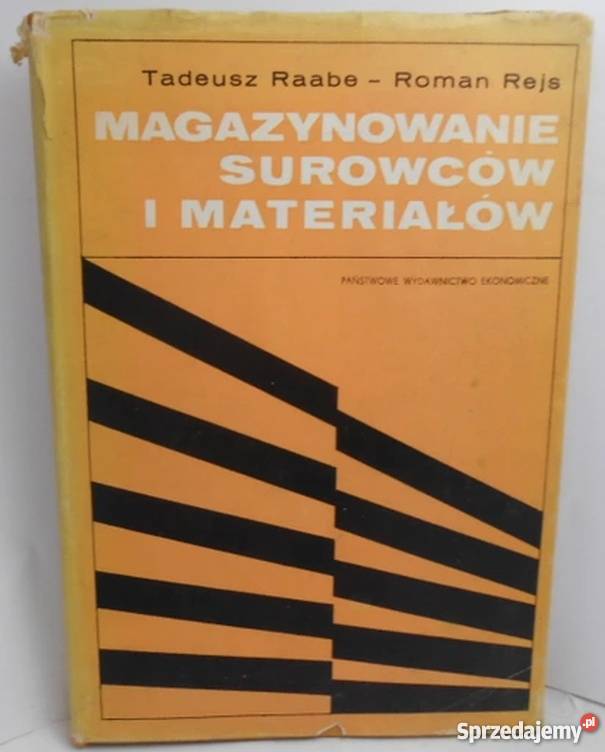 Tadeusz Raabe – Roman Rejs
MAGAZYNOWANIE
SUROWCÓW
I MATERIAŁÓW
PAŃSTWOWE WYDAWNICTWO EKONOMICZNE
Sprzedajemy.pl